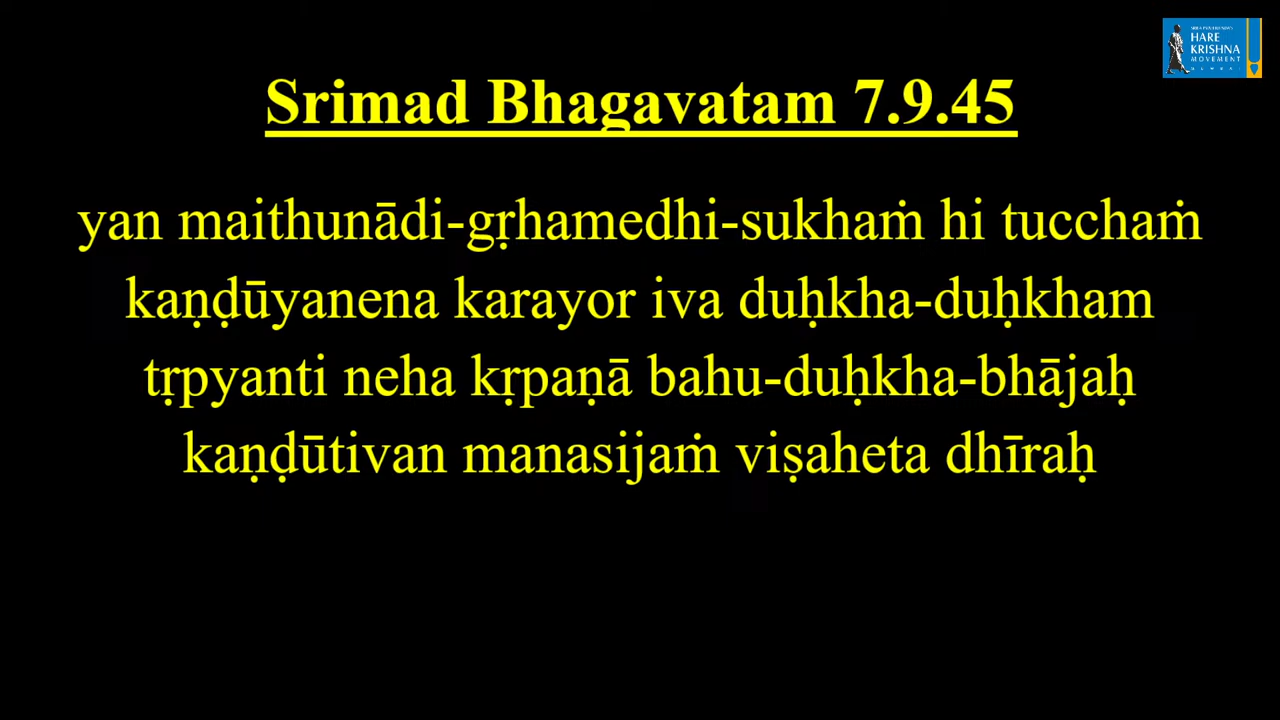 HARE
KRISHNA
MOVEMENT
Srimad Bhagavatam 7.9.45
yan maithunādi-gṛhamedhi-sukhaṁ hi tucchaṁ
kaṇḍūyanena karayor iva duḥkha-duḥkham
tṛpyanti neha kṛpaṇā bahu-duḥkha-bhājaḥ
kaṇḍūtivan manasijaṁ viṣaheta dhīraḥ